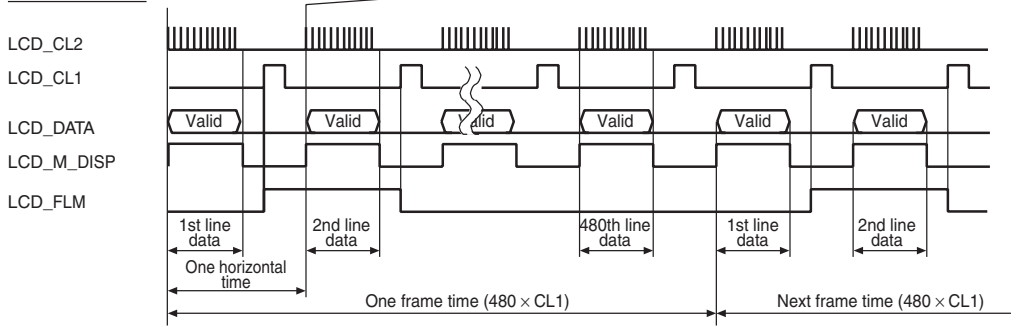 LCD_CL2
LCD_CL1
LCD_DATA
Valid
Valid
Valid
Valid
Valid
Valid
LCD_M_DISP
LCD_FLM
1st line
data
2nd line
data
480th line
data
1st line
data
2nd line
data
One horizontal
time
One frame time (480 × CL1)
Next frame time (480 × CL1)